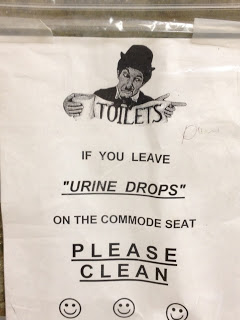 TOILETS
IF YOU LEAVE
"URINE DROPS"
ON THE COMMODE SEAT
PLEASE
CLEAN